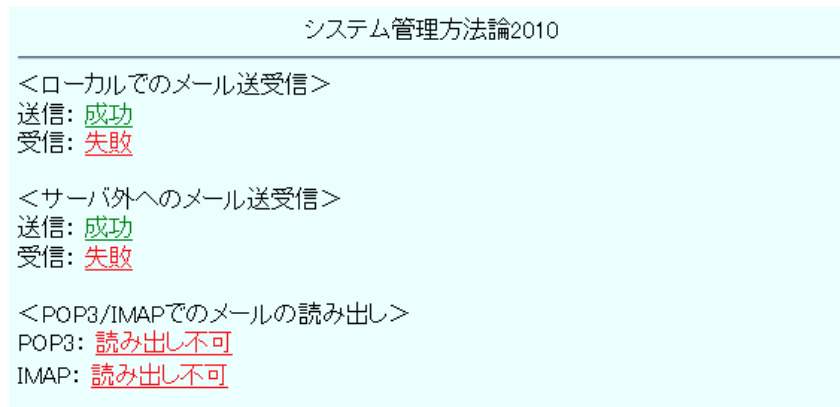 システム管理方法論2010
＜ローカルでのメール送受信＞
送信: 成功
受信: 失敗
＜サーバ外へのメール送受信＞
送信: 成功
受信: 失敗
＜POP3/IMAPでのメールの読み出し＞
POP3: 読み出し不可
IMAP: 読み出し不可